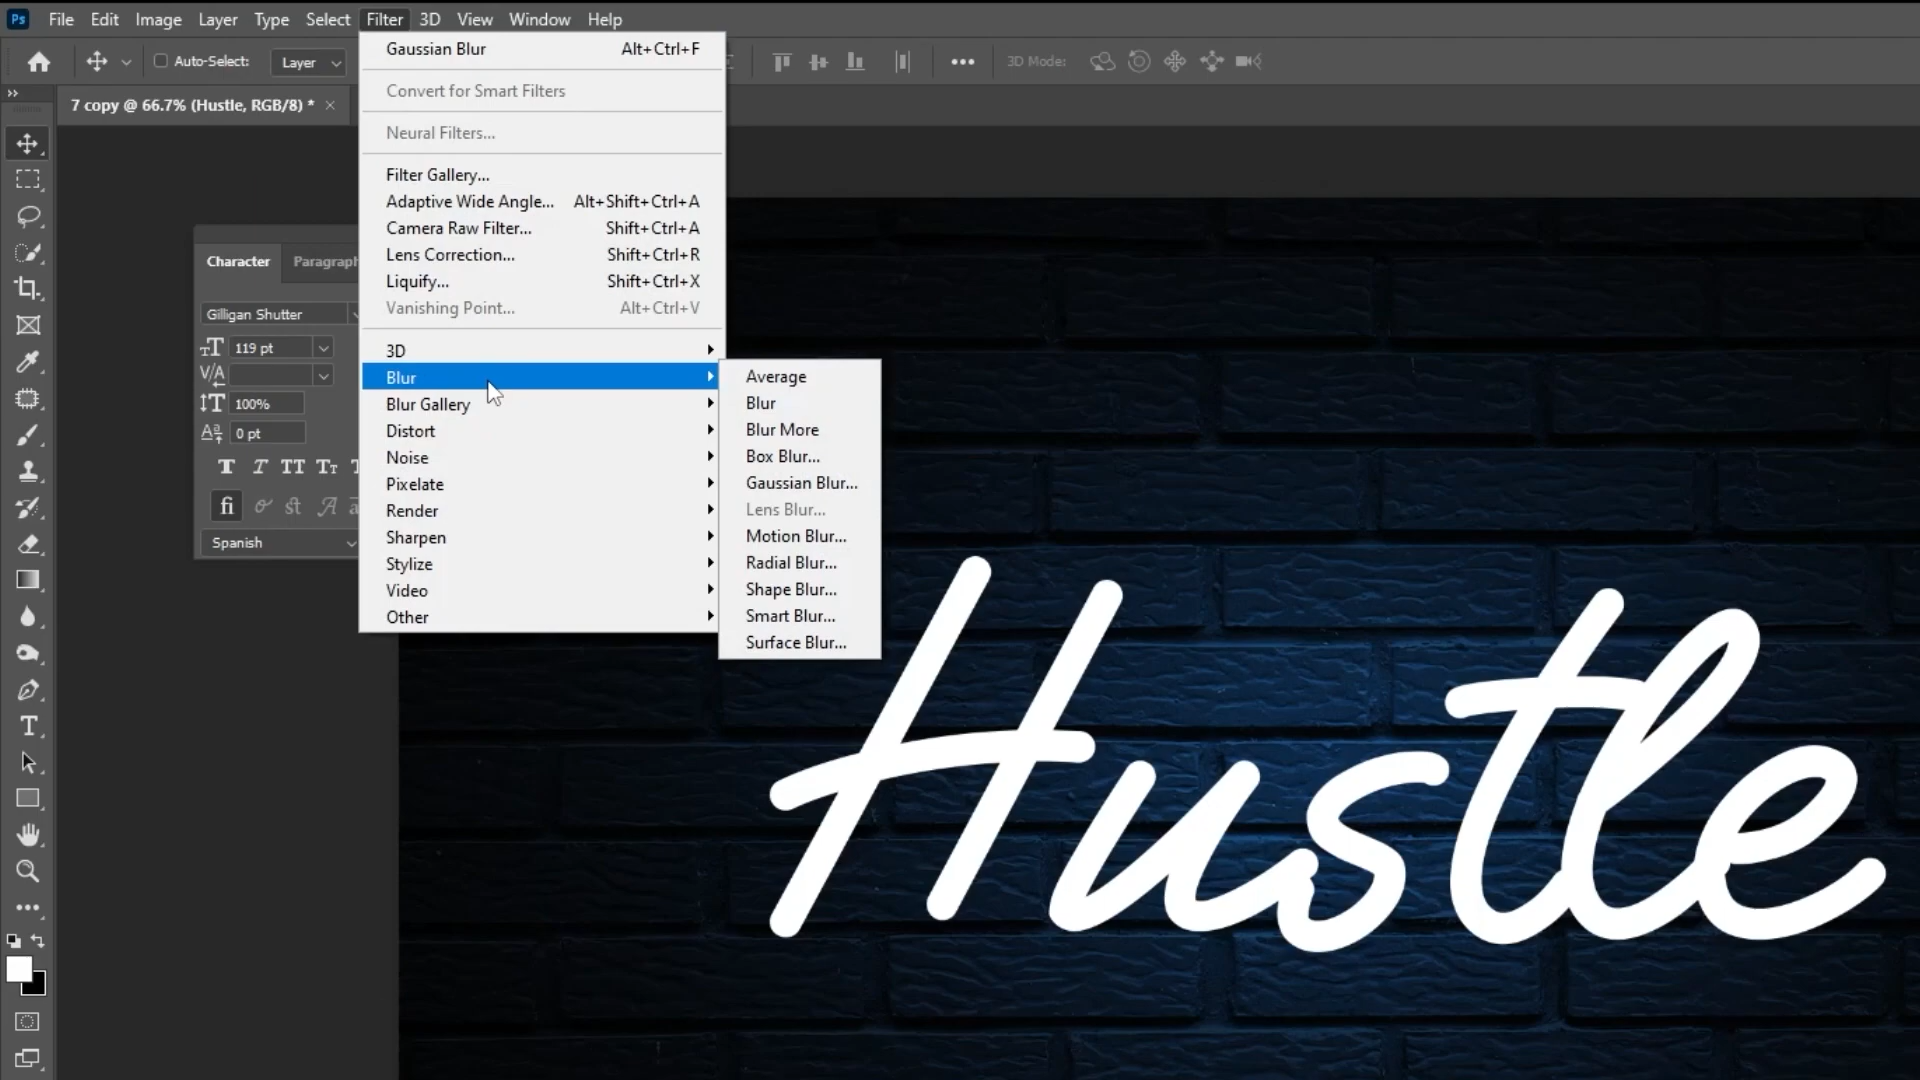 Ps File Edit Image Layer Type Select Filter 3D View Window Help
Auto-Select: Layer 3D Mode:
7 copy @ 66.7% (Hustle, RGB/8) * ×
Gaussian Blur Alt+Ctrl+F
Convert for Smart Filters
Neural Filters...
Filter Gallery...
Adaptive Wide Angle... Alt+Shift+Ctrl+A
Camera Raw Filter... Shift+Ctrl+A
Lens Correction... Shift+Ctrl+R
Liquify... Shift+Ctrl+X
Vanishing Point... Alt+Ctrl+V
3D
Blur
Blur Gallery
Distort
Noise
Pixelate
Render
Sharpen
Stylize
Video
Other
Average
Blur
Blur More
Box Blur...
Gaussian Blur...
Lens Blur...
Motion Blur...
Radial Blur...
Shape Blur...
Smart Blur...
Surface Blur...
Character Paragraph
Gilligan Shutter
119 pt
100%
0 pt
Spanish
Hustle